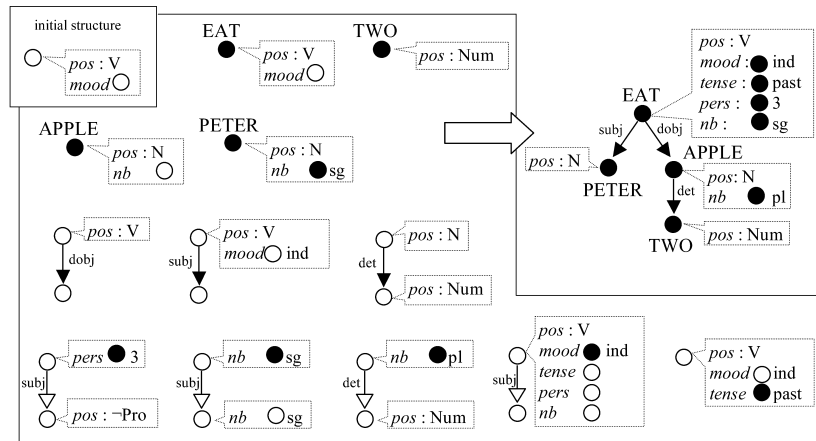 initial structure
pos : V
mood
EAT
pos : V
mood
TWO
pos : Num
APPLE
pos : N
nb
PETER
pos : N
nb sg
pos : V
dobj
pos : V
mood ind
subj
pos : N
det
pos : Num
pers 3
subj
pos : ¬Pro
nb sg
subj
nb sg
nb pl
det
pos : Num
pos : V
mood ind
tense
pers
nb
subj
pos : V
mood ind
tense past
pos : V
mood : ind
tense : past
pers : 3
nb : sg
EAT
subj
dobj
pos : N
PETER
APPLE
pos: N
nb pl
det
TWO
pos : Num